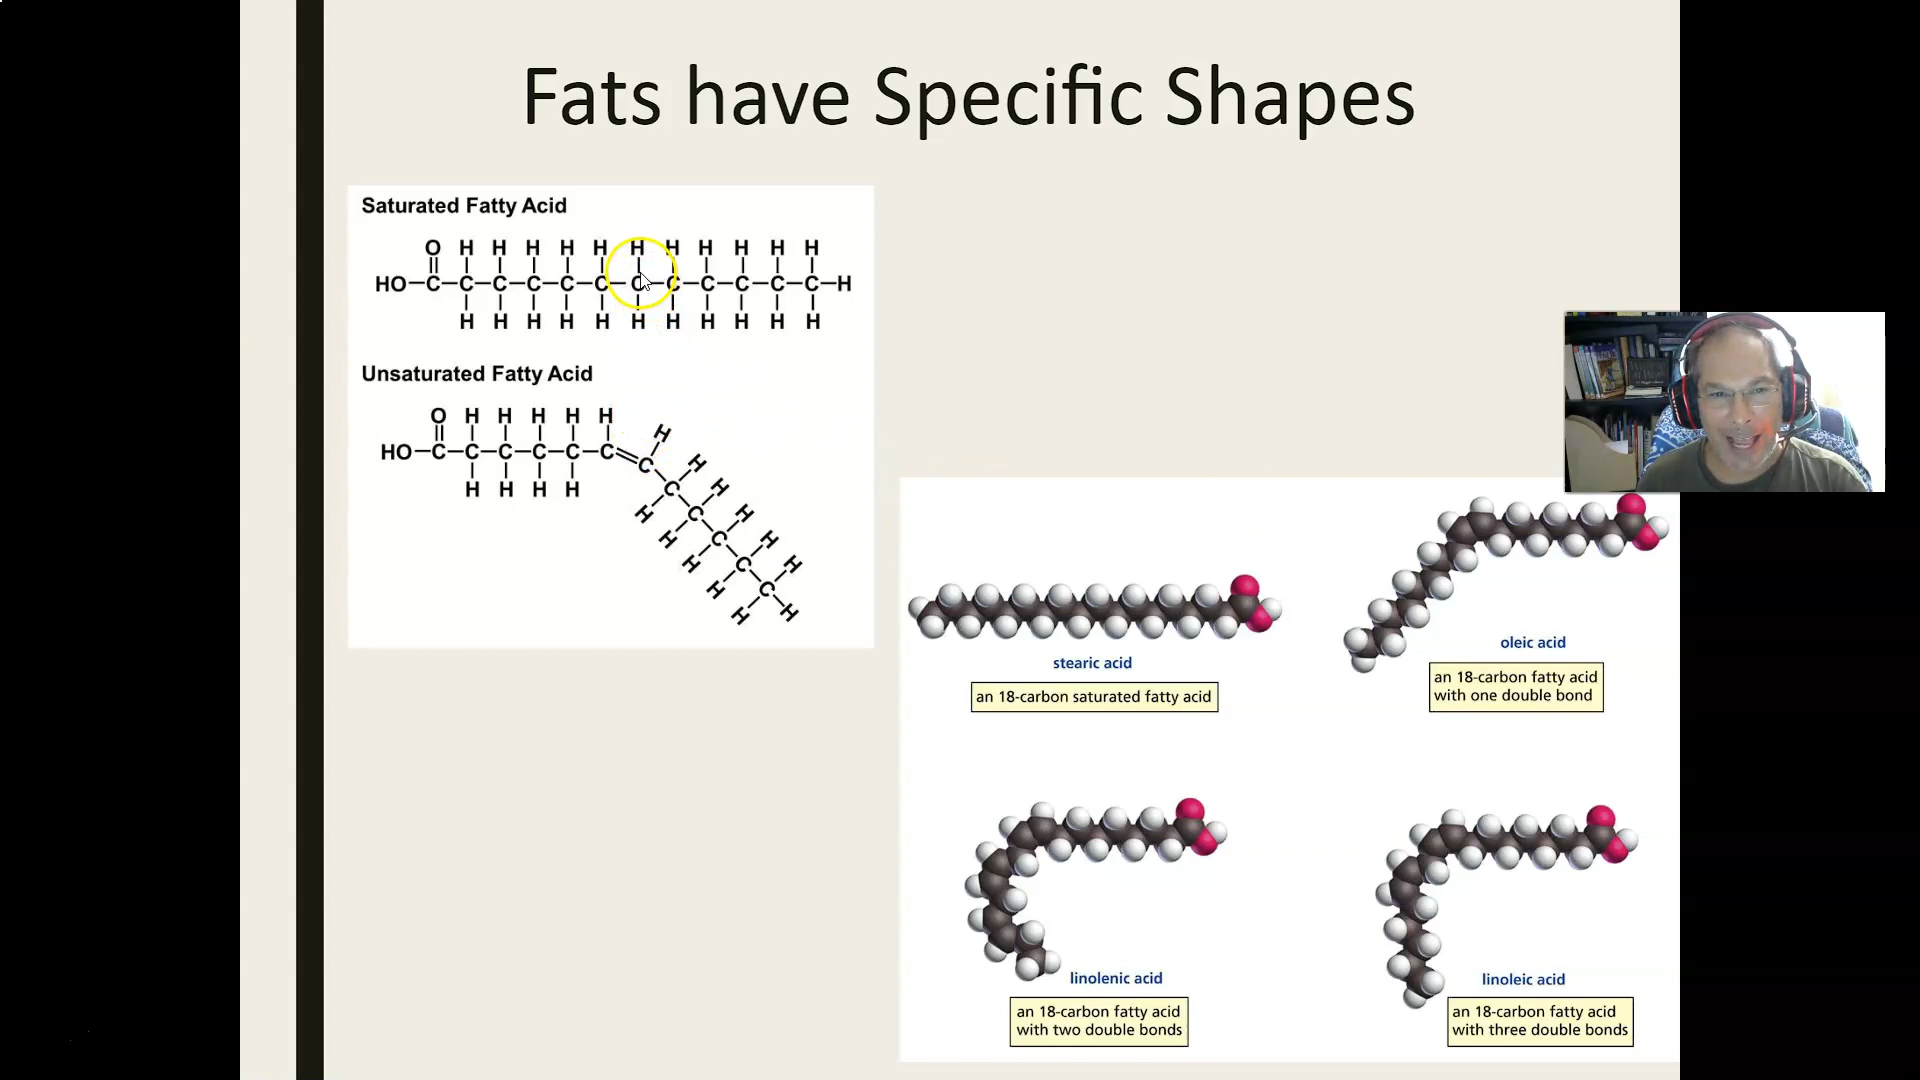 Fats have Specific Shapes
Saturated Fatty Acid
O H H H H H H H H H H H
HO C C C C C C C C C C C C H
H H H H H H H H H H H
Unsaturated Fatty Acid
O H H H H H
H
HO C C C C C C C
H H H H
C H
H
C H
H
C H
H
C H
H
C H
H
H
stearic acid
an 18-carbon saturated fatty acid
oleic acid
an 18-carbon fatty acid
with one double bond
linolenic acid
an 18-carbon fatty acid
with two double bonds
linoleic acid
an 18-carbon fatty acid
with three double bonds